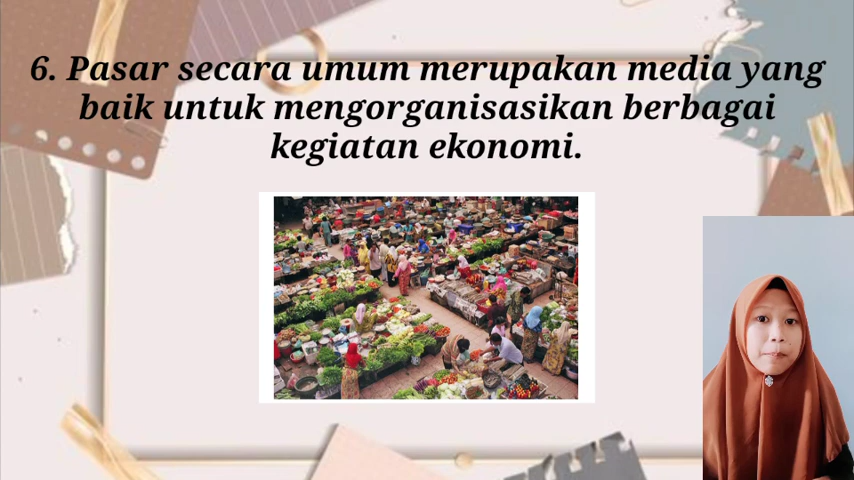 6. Pasar secara umum merupakan media yang
baik untuk mengorganisasikan berbagai
kegiatan ekonomi.